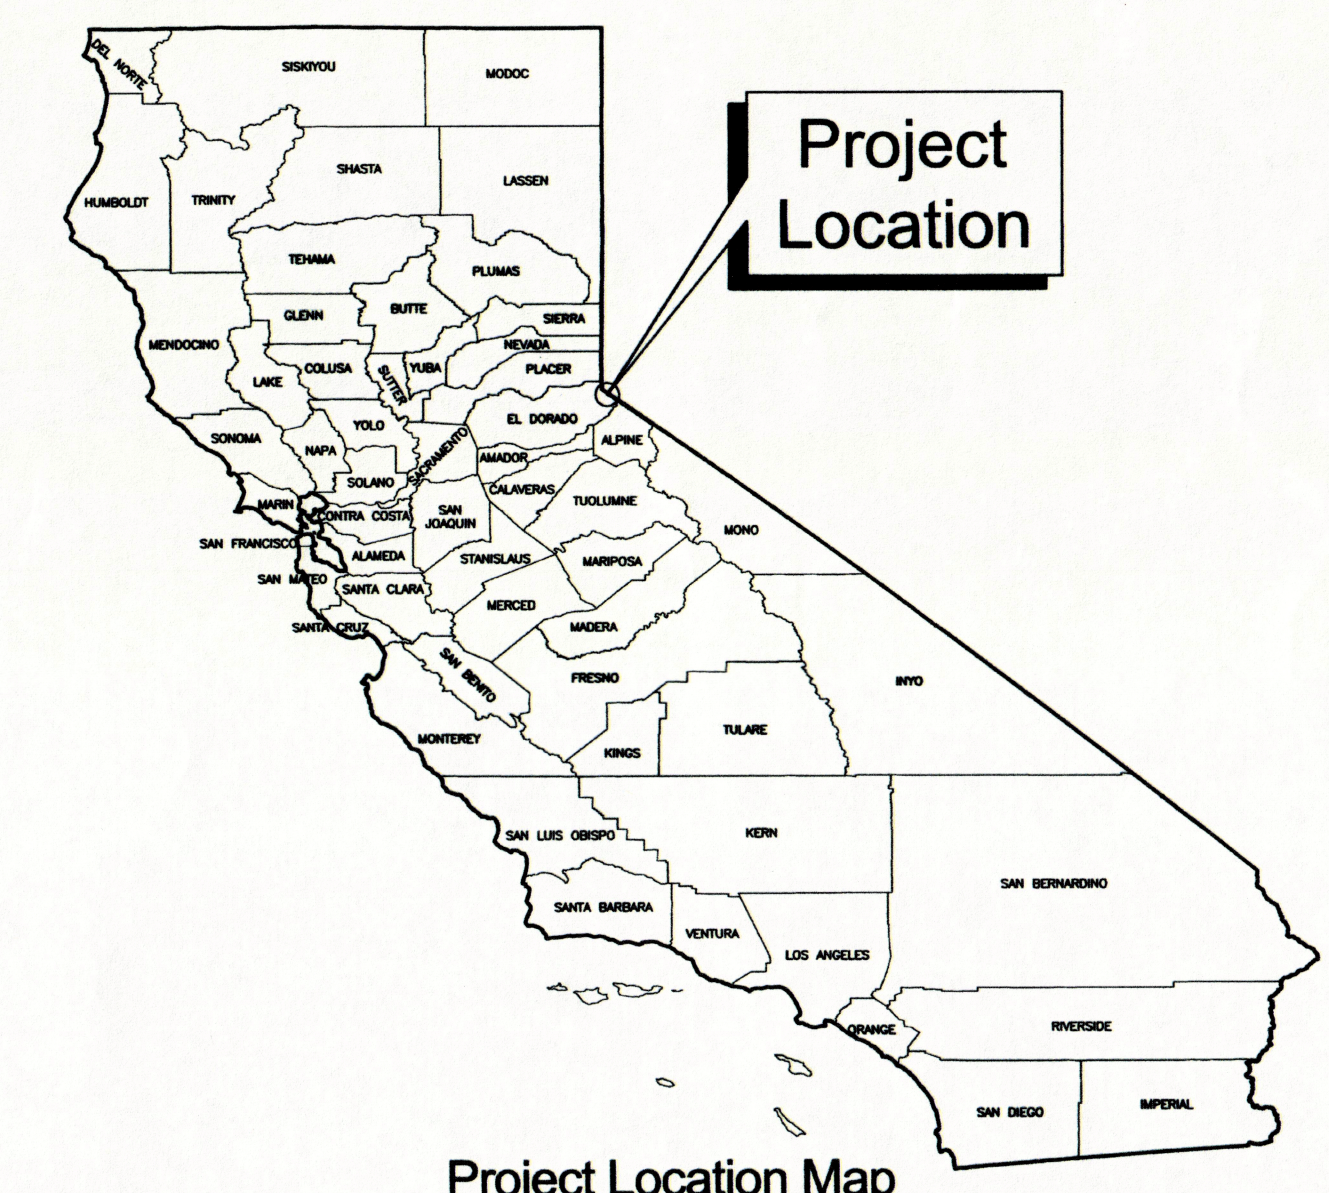 DEL NORTE
SISKIYOU
MODOC
Project
Location
SHASTA
LASSEN
HUMBOLDT
TRINITY
TEHAMA
PLUMAS
BUTTE
GLENN
SIERRA
MENDOCINO
NEVADA
COLUSA
YUBA
PLACER
LAKE
SUTTER
EL DORADO
YOLO
SONOMA
NAPA
SACRAMENTO
ALPINE
AMADOR
SOLANO
CALAVERAS
TUOLUMNE
MARIN
CONTRA COSTA
SAN
JOAQUIN
MONO
SAN FRANCISCO
ALAMEDA
STANISLAUS
MARIPOSA
SAN MATEO
SANTA CLARA
MERCED
SANTA CRUZ
MADERA
SAN BENITO
FRESNO
INYO
MONTEREY
KINGS
TULARE
SAN LUIS OBISPO
KERN
SAN BERNARDINO
SANTA BARBARA
VENTURA
LOS ANGELES
ORANGE
RIVERSIDE
SAN DIEGO
IMPERIAL
Project Location Map